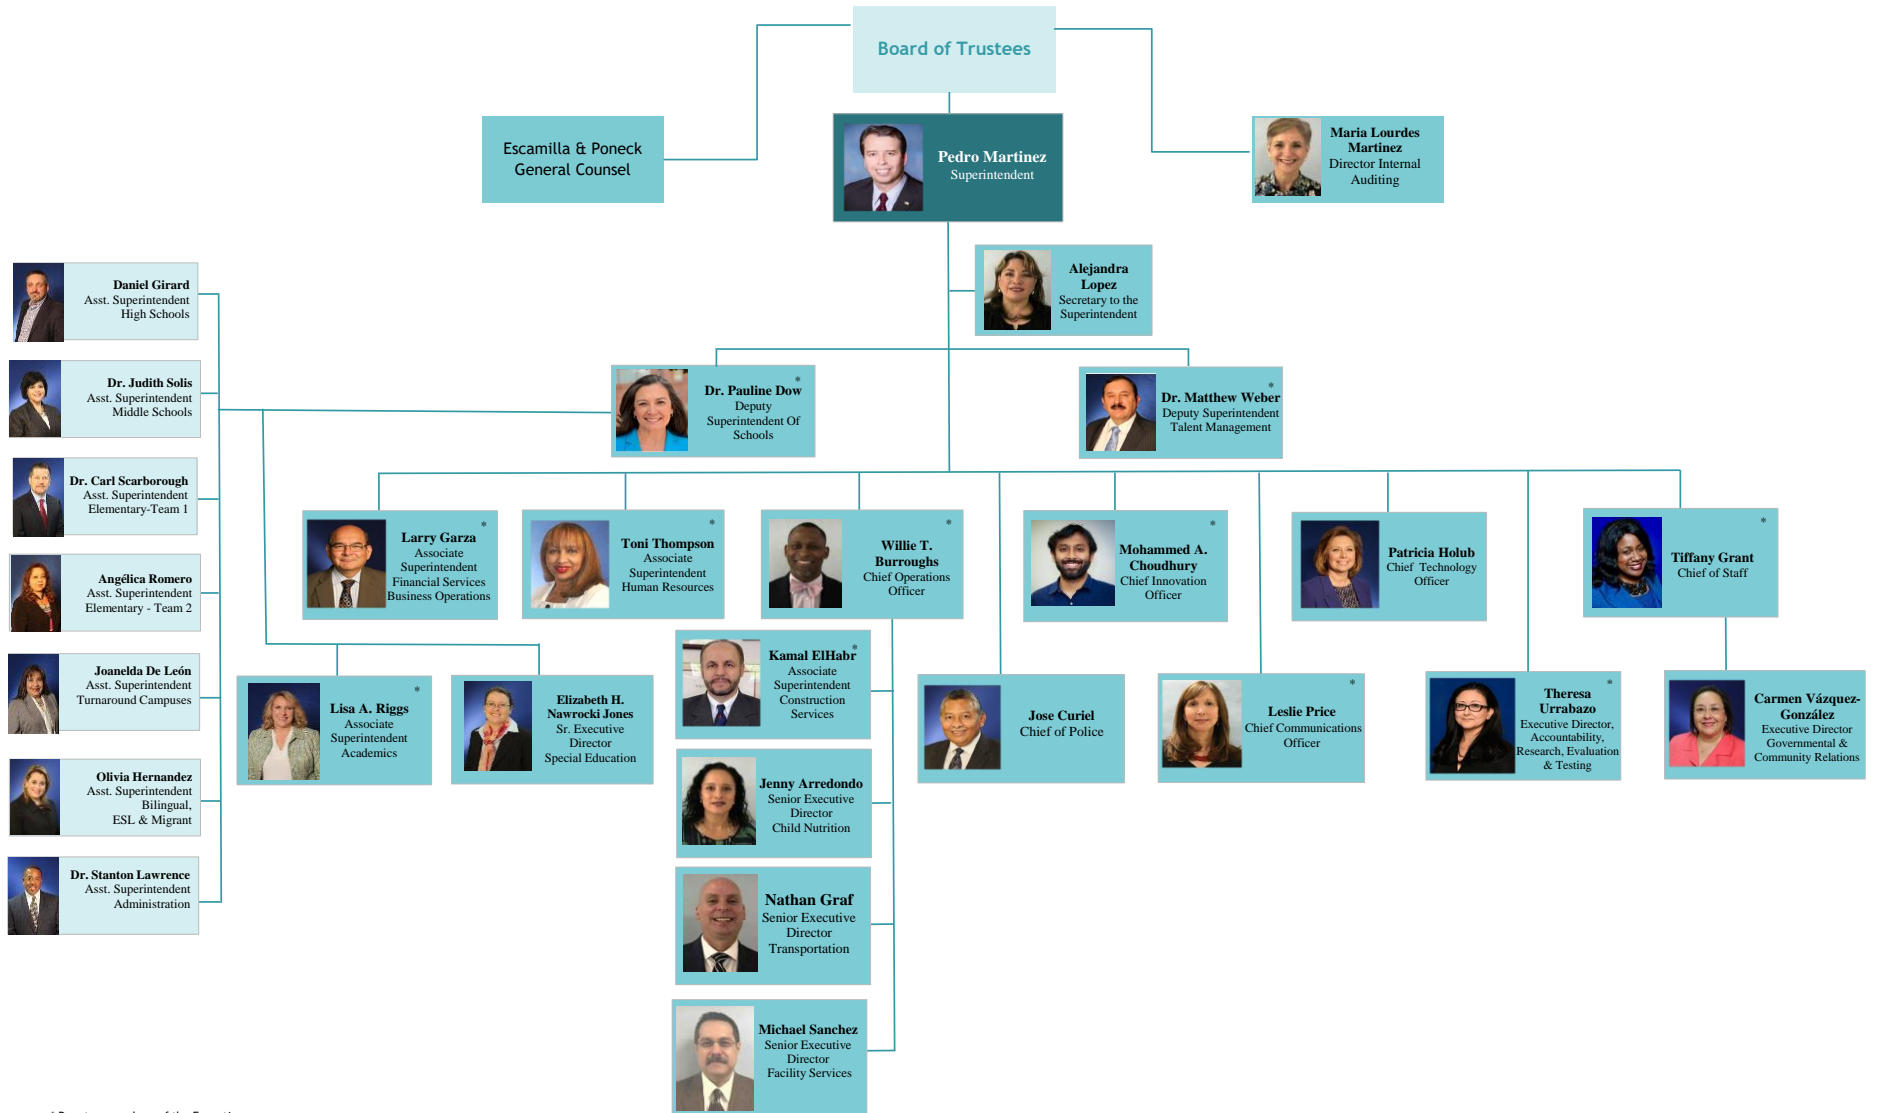 Board of Trustees
Escamilla & Poneck
General Counsel
Pedro Martinez
Superintendent
Maria Lourdes
Martinez
Director Internal
Auditing
Alejandra
Lopez
Secretary to the
Superintendent
Daniel Girard
Asst. Superintendent
High Schools
Dr. Judith Solis
Asst. Superintendent
Middle Schools
Dr. Carl Scarborough
Asst. Superintendent
Elementary-Team 1
Angélica Romero
Asst. Superintendent
Elementary - Team 2
Joanelda De León
Asst. Superintendent
Turnaround Campuses
Olivia Hernandez
Asst. Superintendent
Bilingual,
ESL & Migrant
Dr. Stanton Lawrence
Asst. Superintendent
Administration
*
Dr. Pauline Dow
Deputy
Superintendent Of
Schools
*
Dr. Matthew Weber
Deputy Superintendent
Talent Management
*
Larry Garza
Associate
Superintendent
Financial Services
Business Operations
*
Toni Thompson
Associate
Superintendent
Human Resources
*
Willie T.
Burroughs
Chief Operations
Officer
*
Mohammed A.
Choudhury
Chief Innovation
Officer
Patricia Holub
Chief Technology
Officer
*
Tiffany Grant
Chief of Staff
*
Lisa A. Riggs
Associate
Superintendent
Academics
Elizabeth H.
Nawrocki Jones
Sr. Executive
Director
Special Education
*
Kamal ElHabr
Associate
Superintendent
Construction
Services
Jenny Arredondo
Senior Executive
Director
Child Nutrition
Nathan Graf
Senior Executive
Director
Transportation
Michael Sanchez
Senior Executive
Director
Facility Services
Jose Curiel
Chief of Police
*
Leslie Price
Chief Communications
Officer
*
Theresa
Urrabazo
Executive Director,
Accountability,
Research, Evaluation
& Testing
Carmen Vázquez-
González
Executive Director
Governmental &
Community Relations